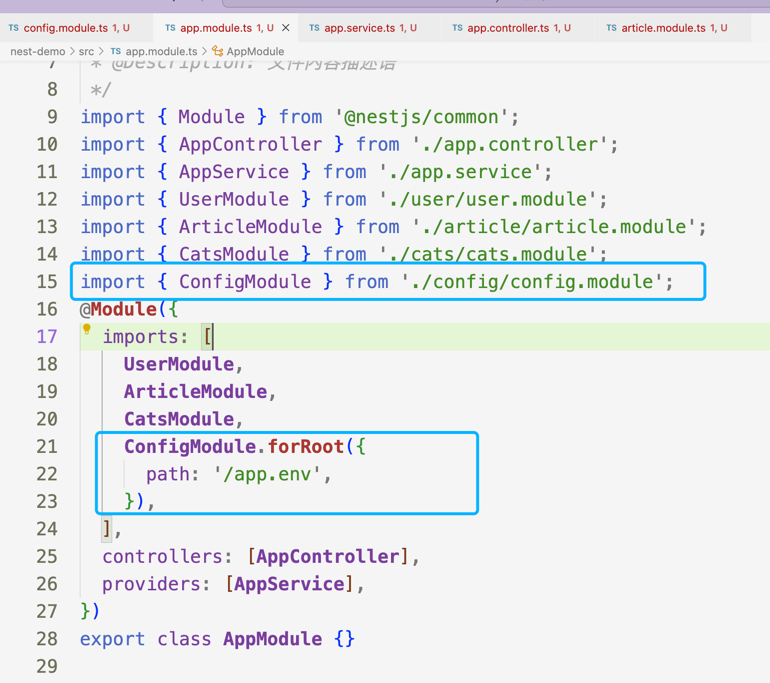 TS config.module.ts 1, U TS app.module.ts 1, U × TS app.service.ts 1, U TS app.controller.ts 1, U TS article.module.ts 1, U
nest-demo > src > TS app.module.ts > AppModule
7 * @Description: 文件内容描述语
8 */
9 import { Module } from '@nestjs/common';
10 import { AppController } from './app.controller';
11 import { AppService } from './app.service';
12 import { UserModule } from './user/user.module';
13 import { ArticleModule } from './article/article.module';
14 import { CatsModule } from './cats/cats.module';
15 import { ConfigModule } from './config/config.module';
16 @Module({
17 imports: [
18 UserModule,
19 ArticleModule,
20 CatsModule,
21 ConfigModule.forRoot({
22 path: '/app.env',
23 }),
24 ],
25 controllers: [AppController],
26 providers: [AppService],
27 })
28 export class AppModule {}
29